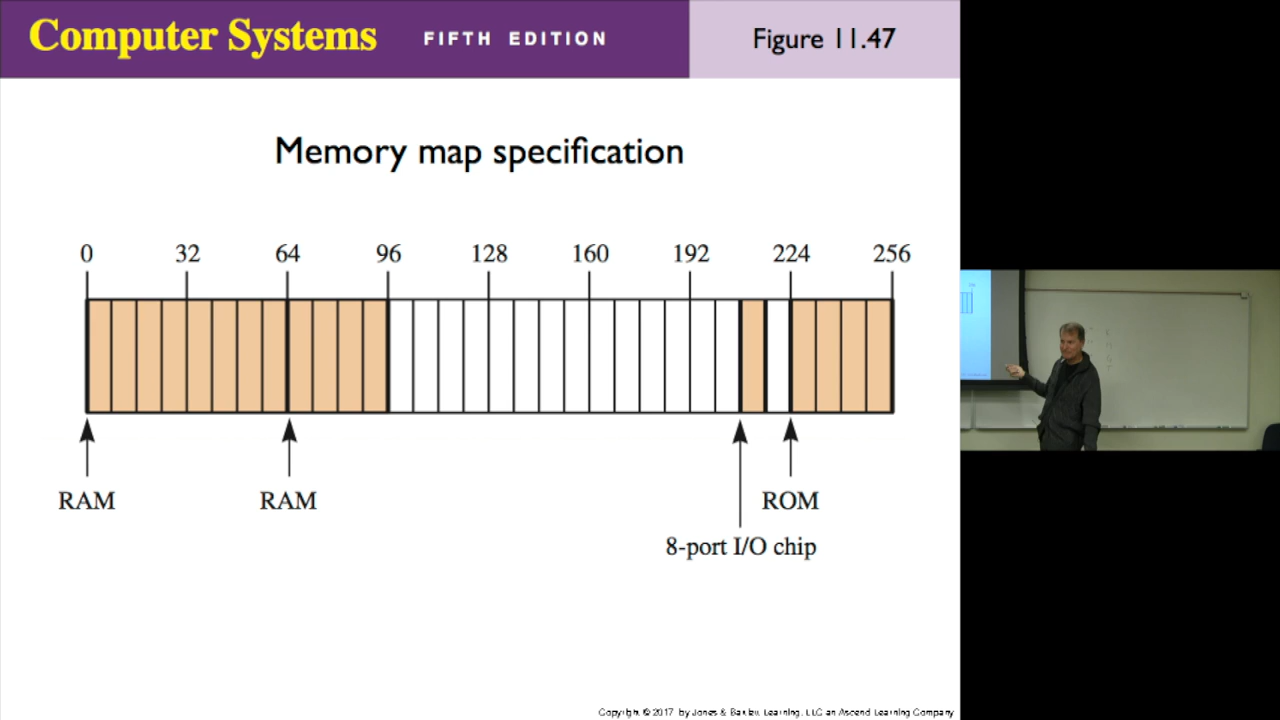 Computer Systems FIFTH EDITION Figure 11.47
Memory map specification
0 32 64 96 128 160 192 224 256
RAM RAM ROM
8-port I/O chip
Copyright © 2017 by Jones & Bartlett Learning, LLC an Ascend Learning Company